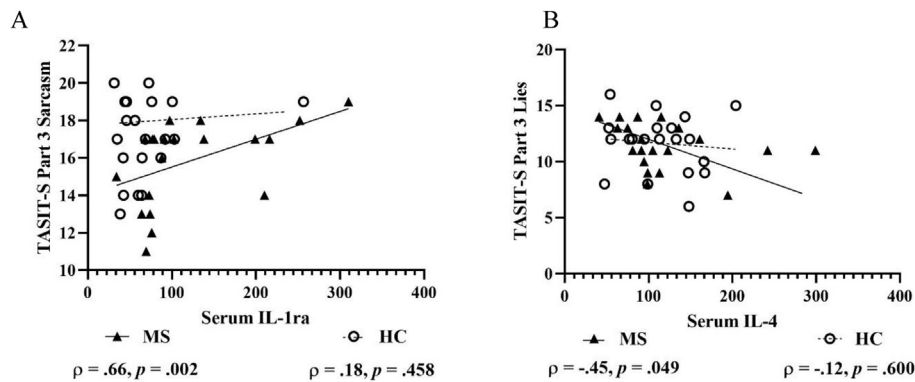 A
B
22
20
18
16
14
12
10
TASIT-S Part 3 Sarcasm
0 100 200 300 400
Serum IL-1ra
MS HC
ρ = .66, p = .002 ρ = .18, p = .458
20
15
10
5
0
TASIT-S Part 3 Lies
0 100 200 300 400
Serum IL-4
MS HC
ρ = -.45, p = .049 ρ = -.12, p = .600